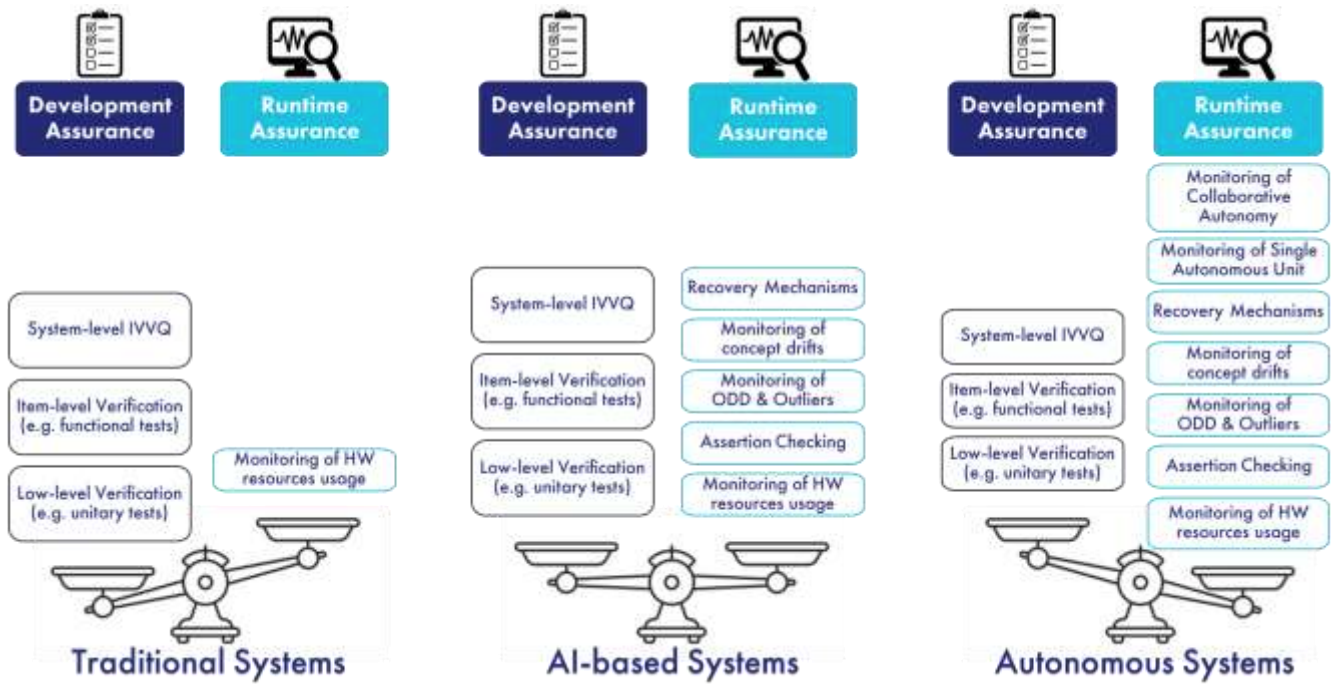 Development
Assurance
Runtime
Assurance
System-level IVVQ
Item-level Verification
(e.g. functional tests)
Low-level Verification
(e.g. unitary tests)
Monitoring of HW
resources usage
Traditional Systems
Development
Assurance
Runtime
Assurance
System-level IVVQ
Item-level Verification
(e.g. functional tests)
Low-level Verification
(e.g. unitary tests)
Recovery Mechanisms
Monitoring of
concept drifts
Monitoring of
ODD & Outliers
Assertion Checking
Monitoring of HW
resources usage
AI-based Systems
Development
Assurance
Runtime
Assurance
System-level IVVQ
Item-level Verification
(e.g. functional tests)
Low-level Verification
(e.g. unitary tests)
Monitoring of
Collaborative
Autonomy
Monitoring of Single
Autonomous Unit
Recovery Mechanisms
Monitoring of
concept drifts
Monitoring of
ODD & Outliers
Assertion Checking
Monitoring of HW
resources usage
Autonomous Systems